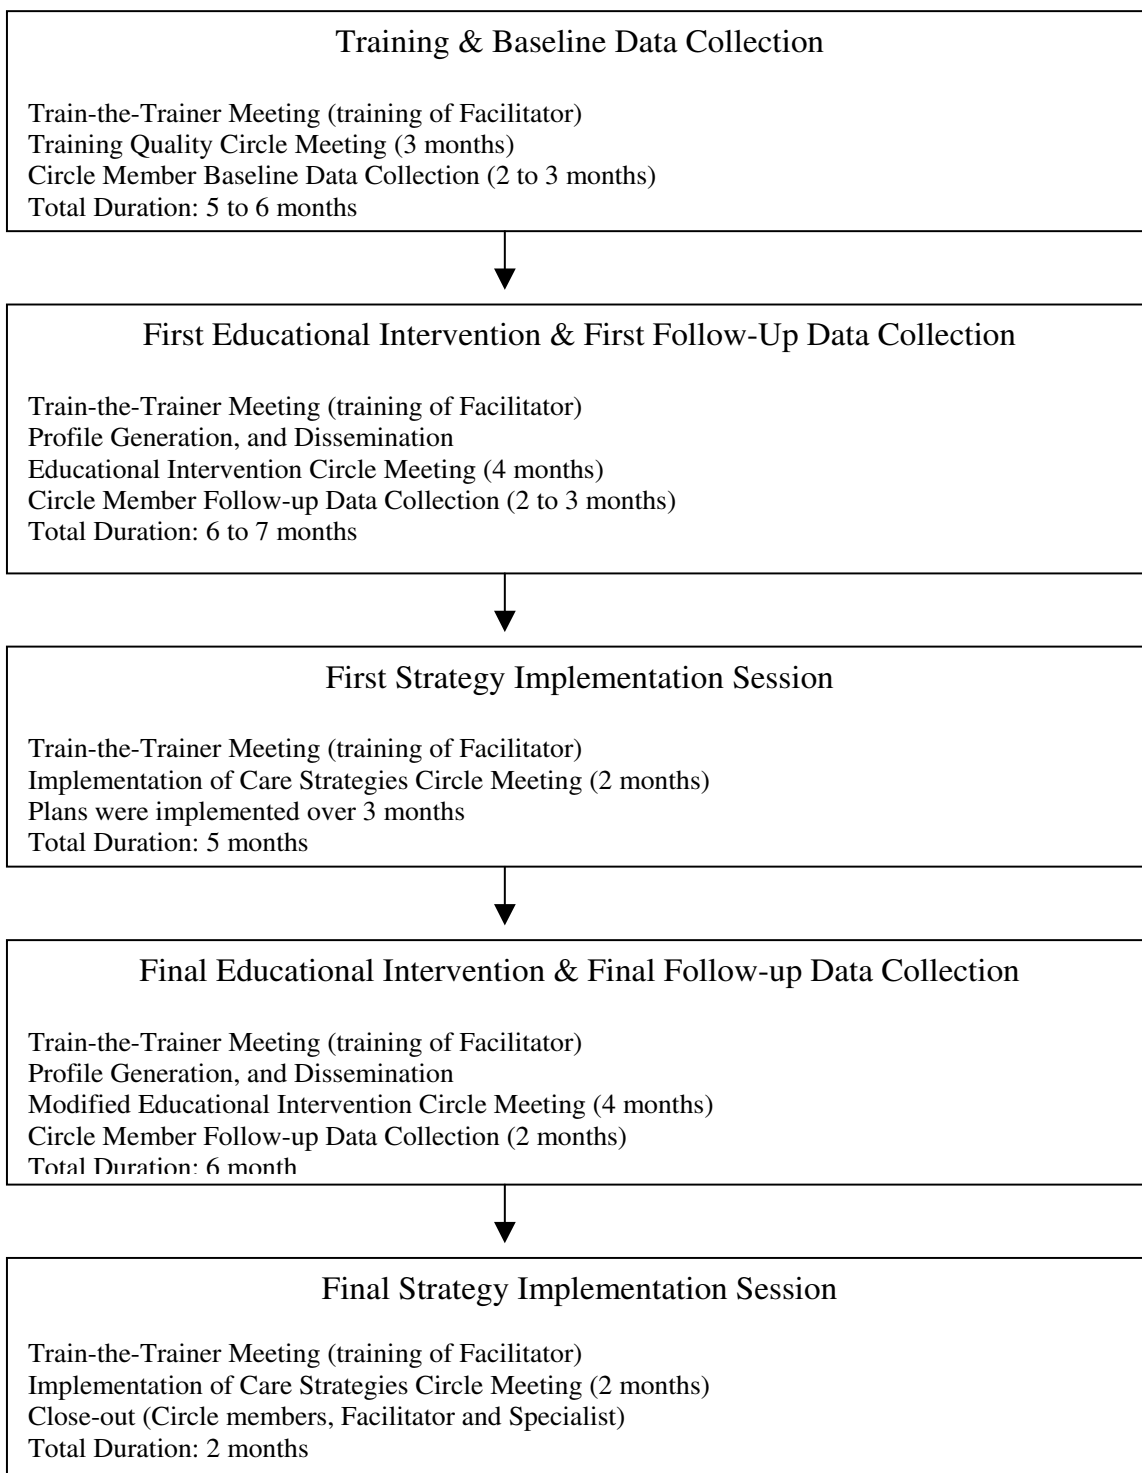 Training & Baseline Data Collection
Train-the-Trainer Meeting (training of Facilitator)
Training Quality Circle Meeting (3 months)
Circle Member Baseline Data Collection (2 to 3 months)
Total Duration: 5 to 6 months
First Educational Intervention & First Follow-Up Data Collection
Train-the-Trainer Meeting (training of Facilitator)
Profile Generation, and Dissemination
Educational Intervention Circle Meeting (4 months)
Circle Member Follow-up Data Collection (2 to 3 months)
Total Duration: 6 to 7 months
First Strategy Implementation Session
Train-the-Trainer Meeting (training of Facilitator)
Implementation of Care Strategies Circle Meeting (2 months)
Plans were implemented over 3 months
Total Duration: 5 months
Final Educational Intervention & Final Follow-up Data Collection
Train-the-Trainer Meeting (training of Facilitator)
Profile Generation, and Dissemination
Modified Educational Intervention Circle Meeting (4 months)
Circle Member Follow-up Data Collection (2 months)
Total Duration: 6 month
Final Strategy Implementation Session
Train-the-Trainer Meeting (training of Facilitator)
Implementation of Care Strategies Circle Meeting (2 months)
Close-out (Circle members, Facilitator and Specialist)
Total Duration: 2 months